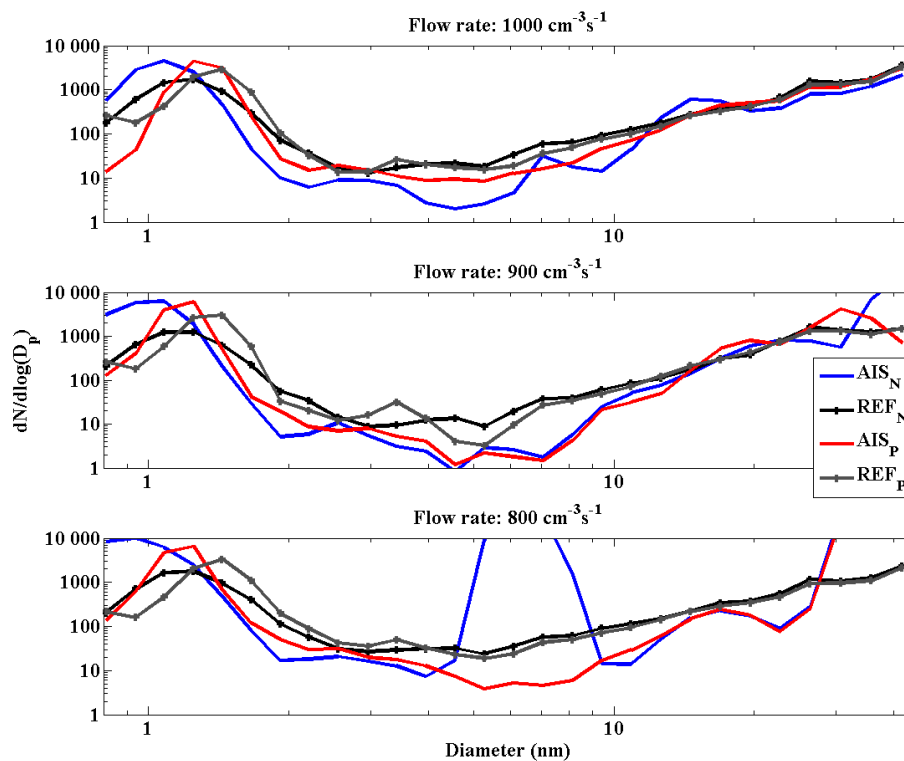 Flow rate: 1000 cm⁻³s⁻¹
10 000
1000
100
10
1
1
10
Flow rate: 900 cm⁻³s⁻¹
10 000
1000
100
10
1
dN/dlog(Dₚ)
AIS_N
REF_N
AIS_P
REF_P
1
10
Flow rate: 800 cm⁻³s⁻¹
10 000
1000
100
10
1
1
10
Diameter (nm)